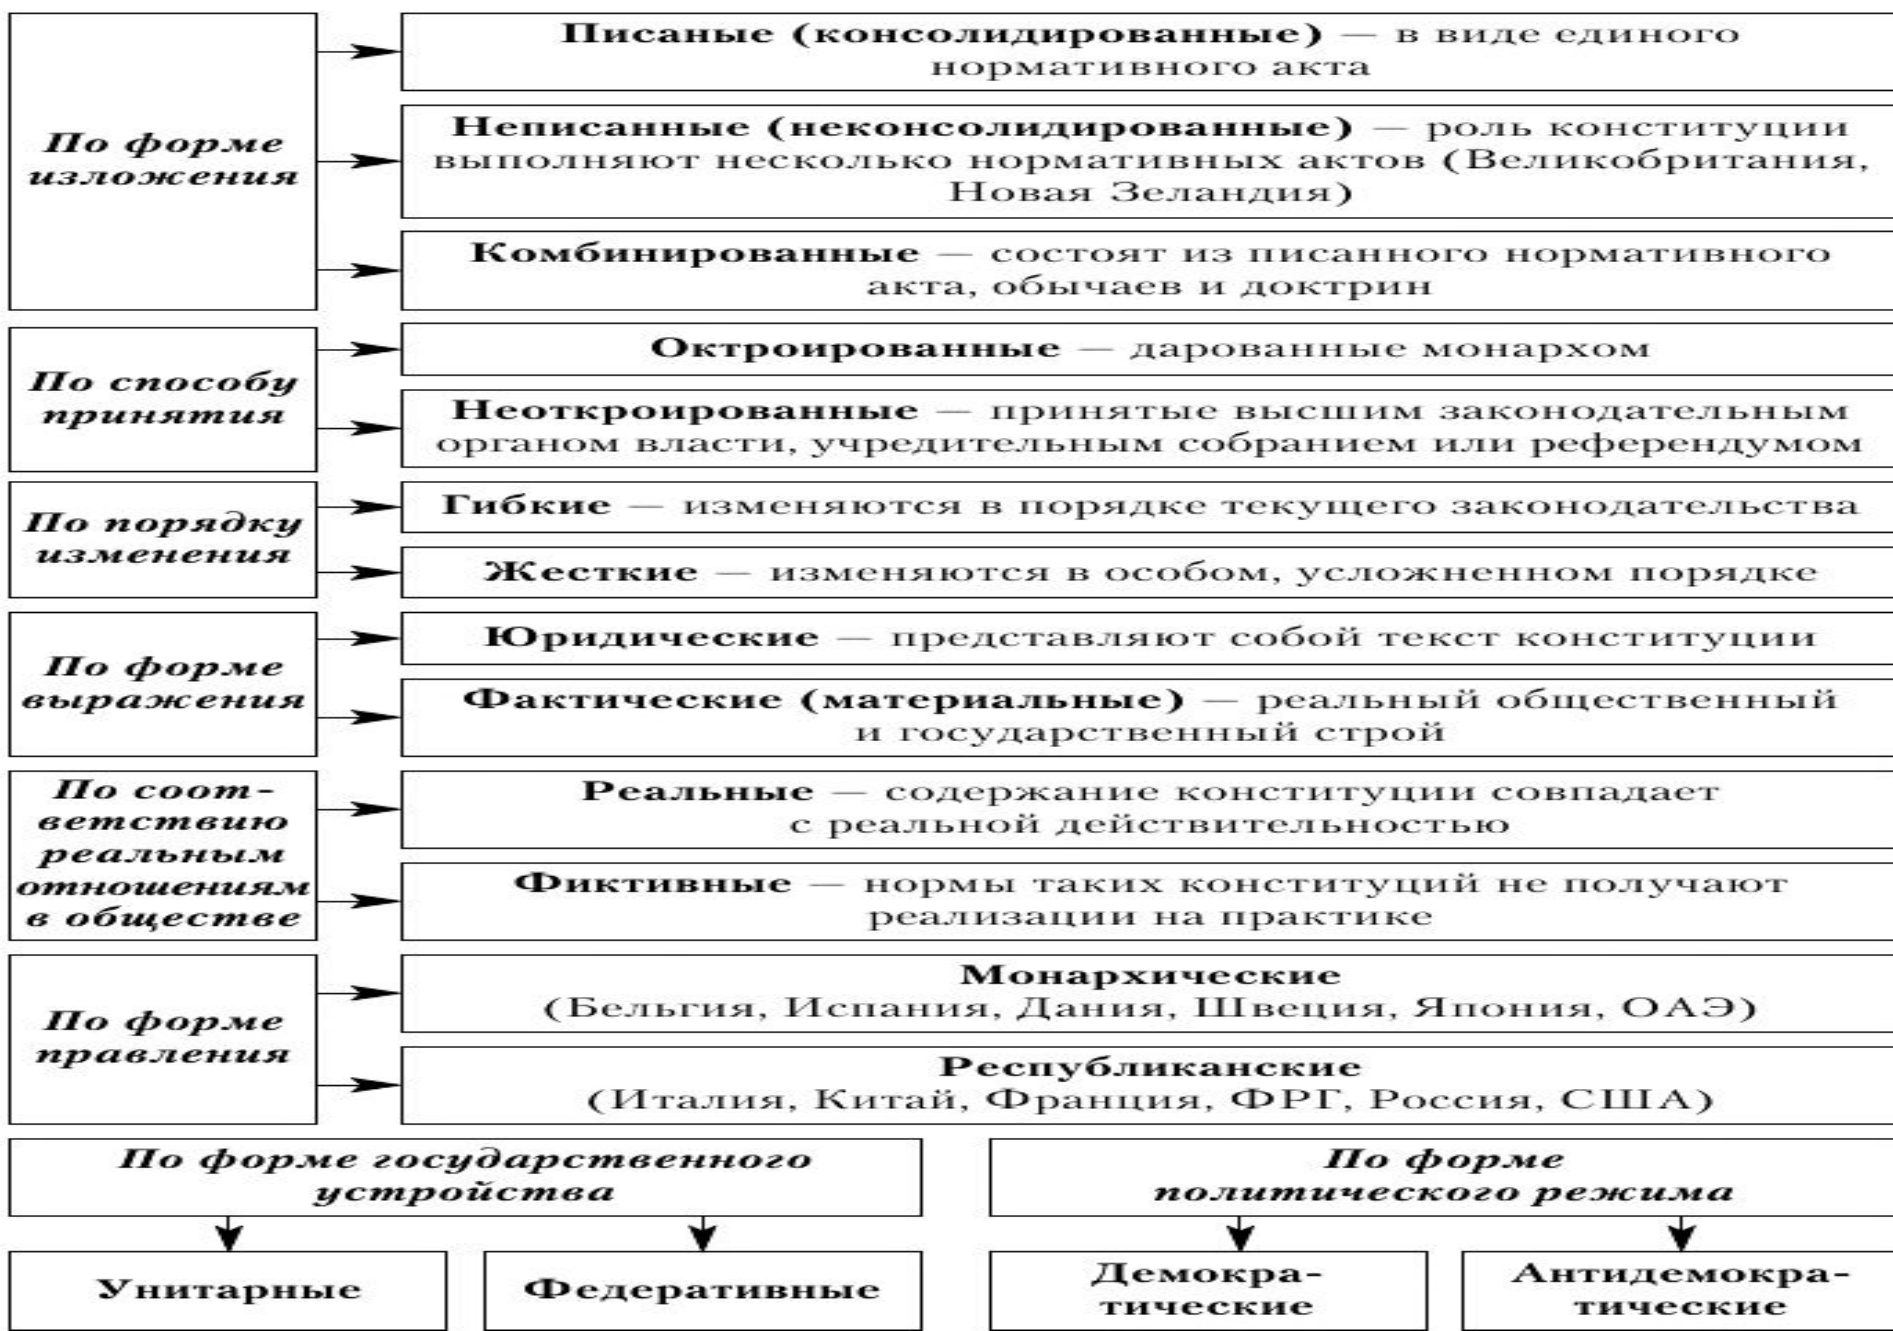 По форме
изложения
Писаные (консолидированные) — в виде единого
нормативного акта
Неписанные (неконсолидированные) — роль конституции
выполняют несколько нормативных актов (Великобритания,
Новая Зеландия)
Комбинированные — состоят из писанного нормативного
акта, обычаев и доктрин
По способу
принятия
Октроированные — дарованные монархом
Неоткроированные — принятые высшим законодательным
органом власти, учредительным собранием или референдумом
По порядку
изменения
Гибкие — изменяются в порядке текущего законодательства
Жесткие — изменяются в особом, усложненном порядке
По форме
выражения
Юридические — представляют собой текст конституции
Фактические (материальные) — реальный общественный
и государственный строй
По соот-
ветствию
реальным
отношениям
в обществе
Реальные — содержание конституции совпадает
с реальной действительностью
Фиктивные — нормы таких конституций не получают
реализации на практике
По форме
правления
Монархические
(Бельгия, Испания, Дания, Швеция, Япония, ОАЭ)
Республиканские
(Италия, Китай, Франция, ФРГ, Россия, США)
По форме государственного
устройства
Унитарные
Федеративные
По форме
политического режима
Демокра-
тические
Антидемокра-
тические